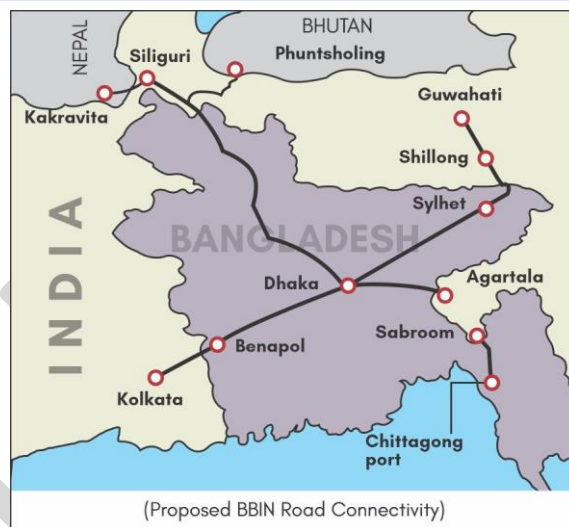 BHUTAN
NEPAL
Siliguri
Phuntsholing
Kakravita
Guwahati
Shillong
Sylhet
INDIA
BANGLADESH
Dhaka
Agartala
Sabroom
Benapol
Kolkata
Chittagong
port
(Proposed BBIN Road Connectivity)